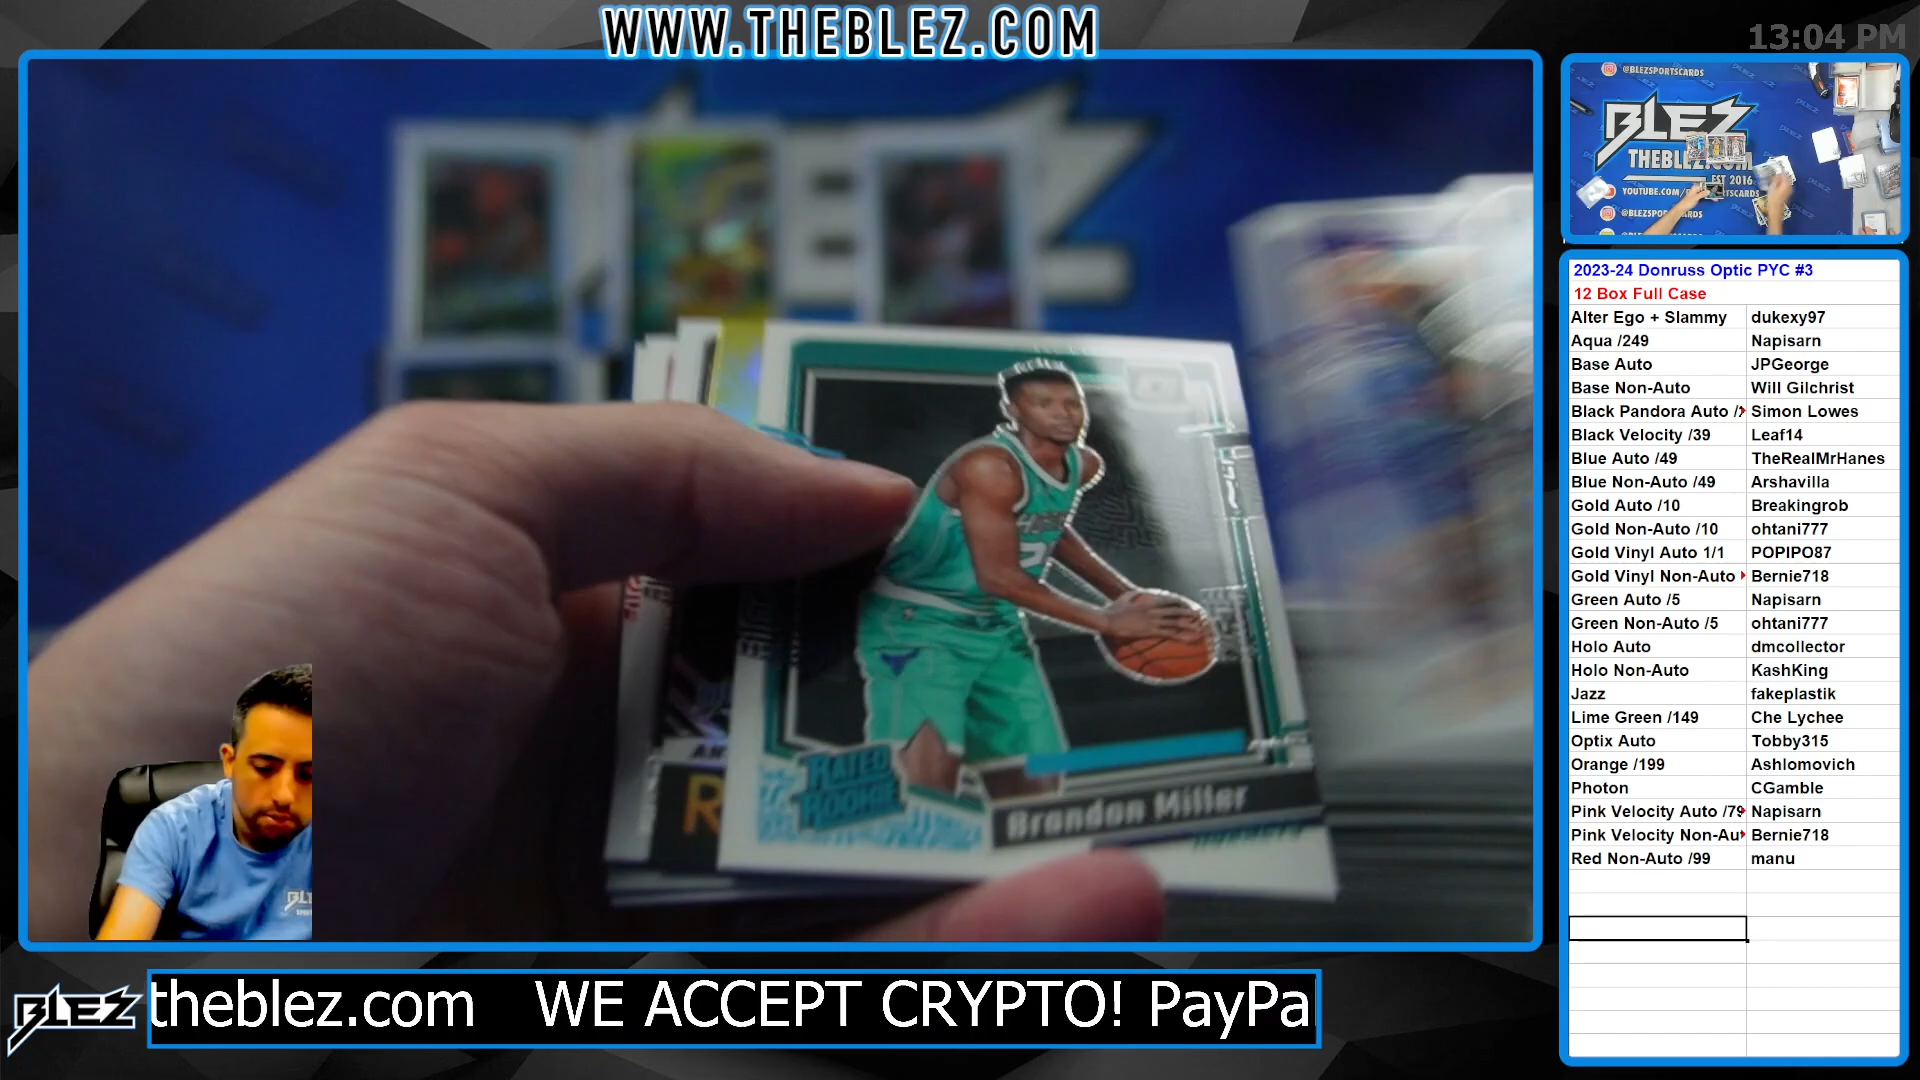 WWW.THEBLEZ.COM
13:04 PM
@BLEZSPORTSCARDS
BLEZ
THEBLEZ.COM
EST 2016
YOUTUBE.COM/
@BLEZSPORTSCARDS
2023-24 Donruss Optic PYC #3
12 Box Full Case
Alter Ego + Slammy dukexy97
Aqua /249 Napisarn
Base Auto JPGeorge
Base Non-Auto Will Gilchrist
Black Pandora Auto / Simon Lowes
Black Velocity /39 Leaf14
Blue Auto /49 TheRealMrHanes
Blue Non-Auto /49 Arshavilla
Gold Auto /10 Breakingrob
Gold Non-Auto /10 ohtani777
Gold Vinyl Auto 1/1 POPIPO87
Gold Vinyl Non-Auto Bernie718
Green Auto /5 Napisarn
Green Non-Auto /5 ohtani777
Holo Auto dmcollector
Holo Non-Auto KashKing
Jazz fakeplastik
Lime Green /149 Che Lychee
Optix Auto Tobby315
Orange /199 Ashlomovich
Photon CGamble
Pink Velocity Auto /79 Napisarn
Pink Velocity Non-Au Bernie718
Red Non-Auto /99 manu
RATED
ROOKIE
Brandon Miller
BLEZ
theblez.com WE ACCEPT CRYPTO! PayPa